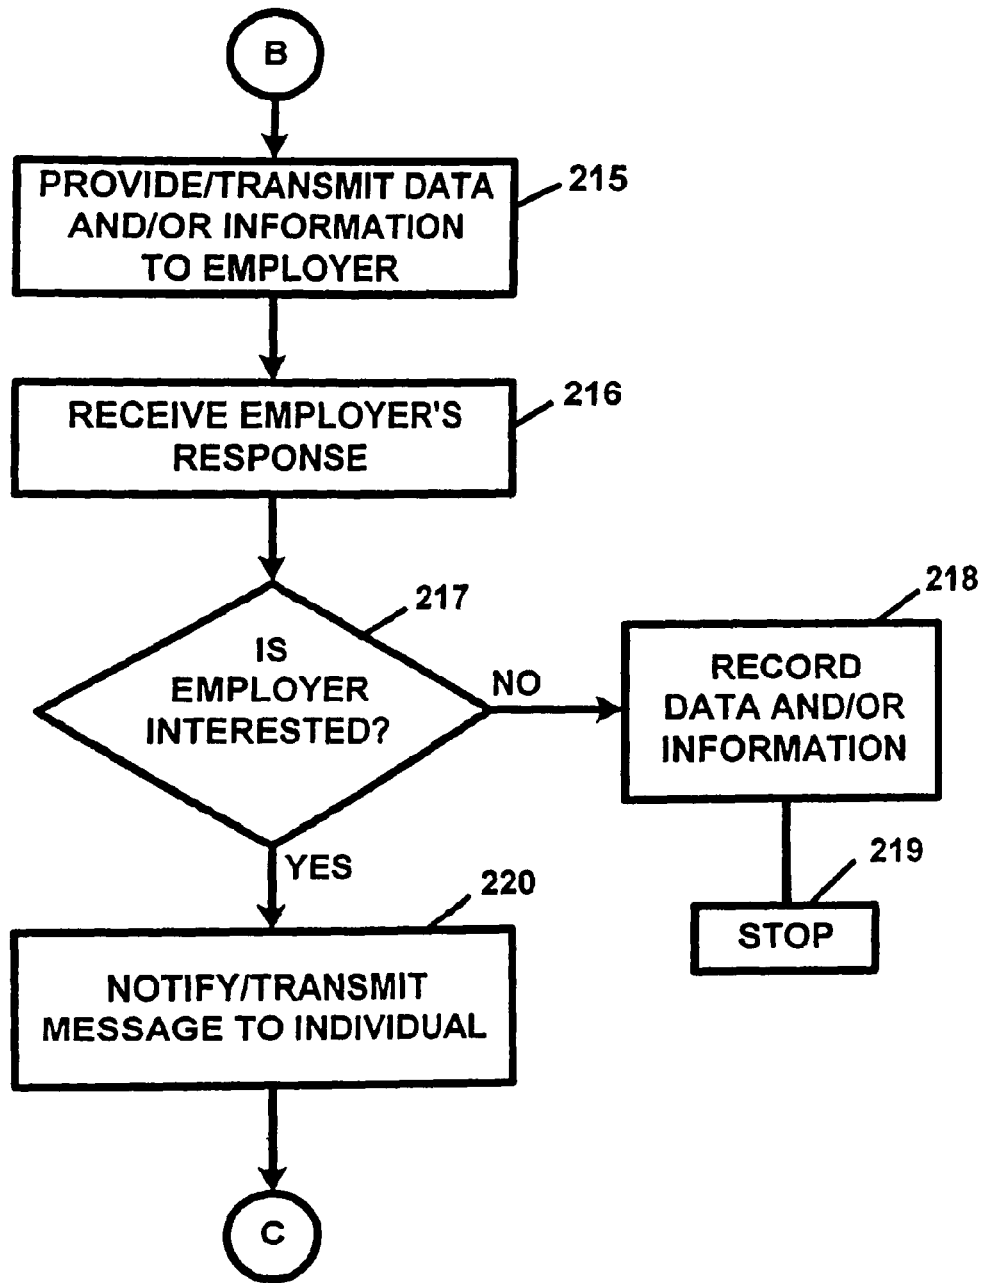 B
PROVIDE/TRANSMIT DATA
AND/OR INFORMATION
TO EMPLOYER
215
RECEIVE EMPLOYER'S
RESPONSE
216
IS
EMPLOYER
INTERESTED?
217
NO
RECORD
DATA AND/OR
INFORMATION
218
STOP
219
YES
NOTIFY/TRANSMIT
MESSAGE TO INDIVIDUAL
220
C